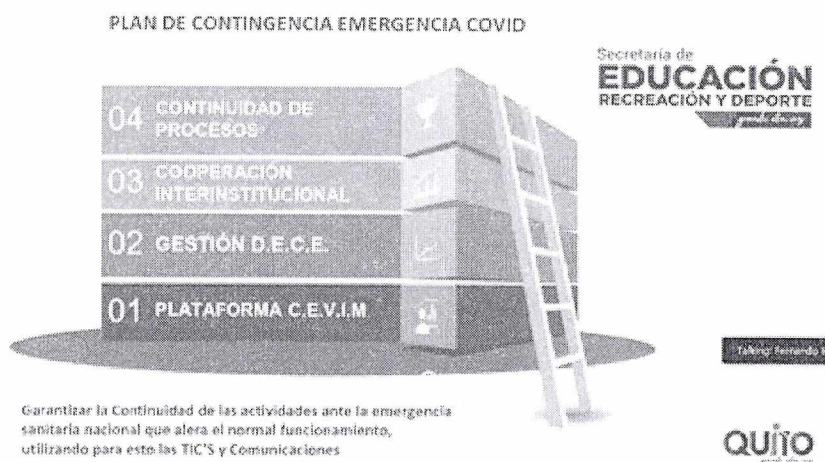 PLAN DE CONTINGENCIA EMERGENCIA COVID
Secretaría de
EDUCACIÓN
RECREACIÓN Y DEPORTE
04 CONTINUIDAD DE
PROCESOS
03 COOPERACIÓN
INTERINSTITUCIONAL
02 GESTIÓN D.E.C.E.
01 PLATAFORMA C.E.V.I.M
Talking: Fernando
Garantizar la Continuidad de las actividades ante la emergencia
sanitaria nacional que alera el normal funcionamiento,
utilizando para esto las TIC'S y Comunicaciones
QUITO